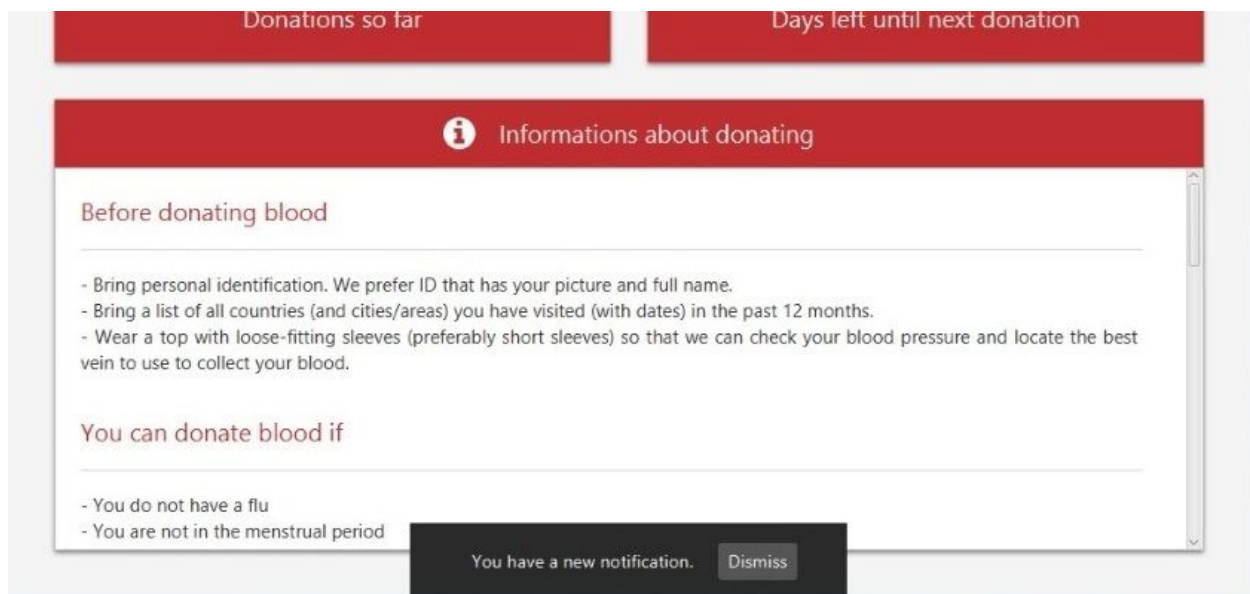 Donations so far
Days left until next donation
Informations about donating
Before donating blood
- Bring personal identification. We prefer ID that has your picture and full name.
- Bring a list of all countries (and cities/areas) you have visited (with dates) in the past 12 months.
- Wear a top with loose-fitting sleeves (preferably short sleeves) so that we can check your blood pressure and locate the best
vein to use to collect your blood.
You can donate blood if
- You do not have a flu
- You are not in the menstrual period
You have a new notification.
Dismiss